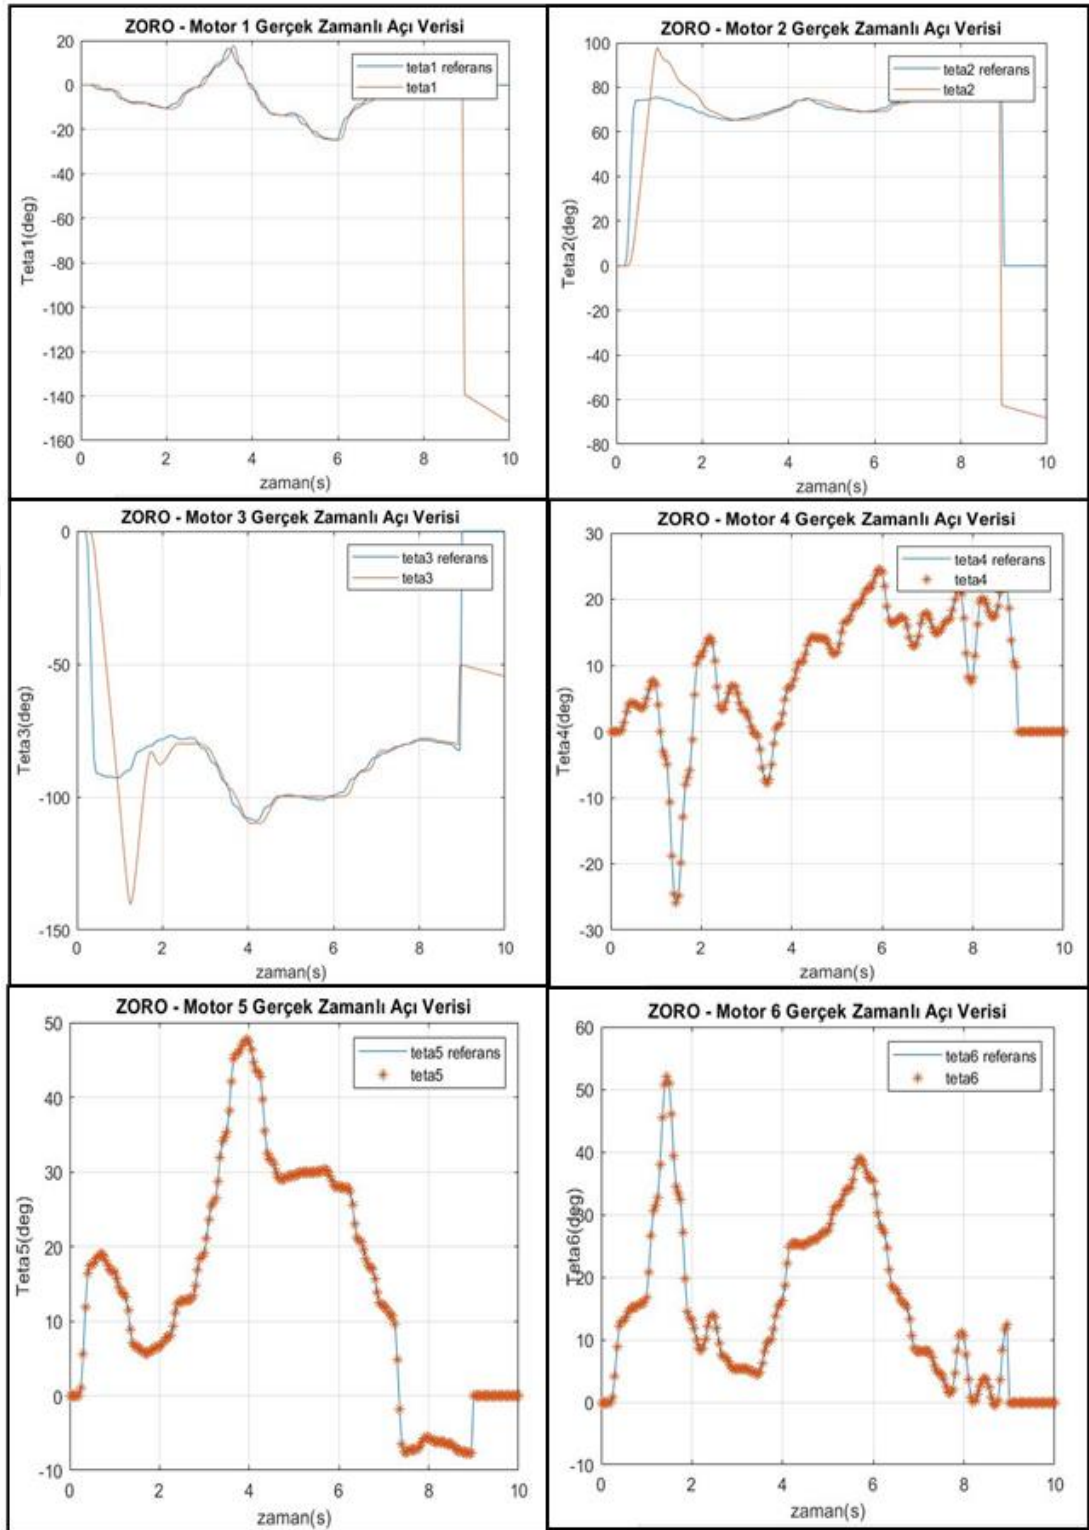 ZORO - Motor 1 Gerçek Zamanlı Açı Verisi
teta1 referans
teta1
20
0
-20
-40
-60
-80
-100
-120
-140
-160
Teta1(deg)
0 2 4 6 8 10
zaman(s)
ZORO - Motor 2 Gerçek Zamanlı Açı Verisi
teta2 referans
teta2
100
80
60
40
20
0
-20
-40
-60
-80
Teta2(deg)
0 2 4 6 8 10
zaman(s)
ZORO - Motor 3 Gerçek Zamanlı Açı Verisi
teta3 referans
teta3
0
-50
-100
-150
Teta3(deg)
0 2 4 6 8 10
zaman(s)
ZORO - Motor 4 Gerçek Zamanlı Açı Verisi
teta4 referans
teta4
30
20
10
0
-10
-20
-30
Teta4(deg)
0 2 4 6 8 10
zaman(s)
ZORO - Motor 5 Gerçek Zamanlı Açı Verisi
teta5 referans
teta5
50
40
30
20
10
0
-10
Teta5(deg)
0 2 4 6 8 10
zaman(s)
ZORO - Motor 6 Gerçek Zamanlı Açı Verisi
teta6 referans
teta6
60
50
40
30
20
10
0
-10
Teta6(deg)
0 2 4 6 8 10
zaman(s)